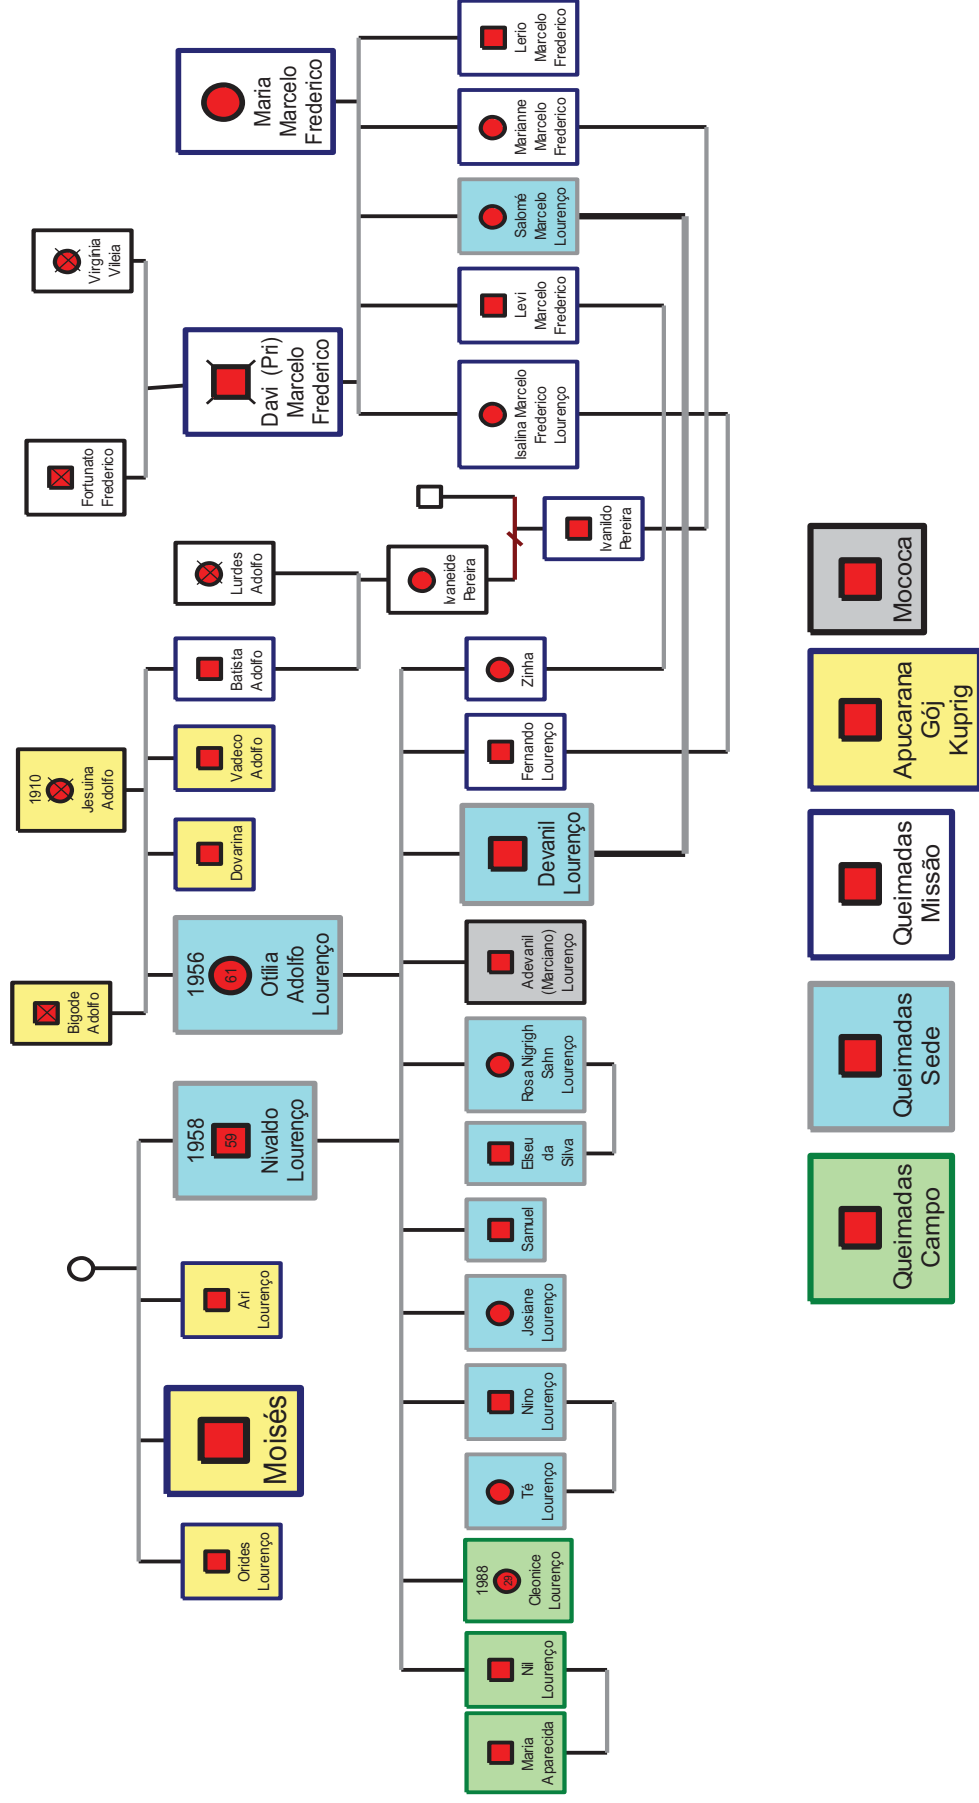 1910
Jesuina
Adolfo
Bigode
Adolfo
Fortunato
Frederico
Virgínia
Vileia
Orides
Lourenço
Moisés
Ari
Lourenço
1958
59
Nivaldo
Lourenço
1956
61
Otília
Adolfo
Lourenço
Dovarina
Vadeco
Adolfo
Batista
Adolfo
Lurdes
Adolfo
Davi (Pri)
Marcelo
Frederico
Maria
Marcelo
Frederico
Ivaneide
Pereira
Ivanildo
Pereira
Maria
Aparecida
Nil
Lourenço
1988
29
Cleonice
Lourenço
Té
Lourenço
Nino
Lourenço
Josiane
Lourenço
Samuel
Elseu
da
Silva
Rosa Nigrigh
Sahn
Lourenço
Adevanil
(Marciano)
Lourenço
Devanil
Lourenço
Fernando
Lourenço
Zinha
Isalina Marcelo
Frederico
Lourenço
Levi
Marcelo
Frederico
Salomé
Marcelo
Lourenço
Marianne
Marcelo
Frederico
Lerio
Marcelo
Frederico
Queimadas
Campo
Queimadas
Sede
Queimadas
Missão
Apucarana
Gój
Kuprig
Mococa